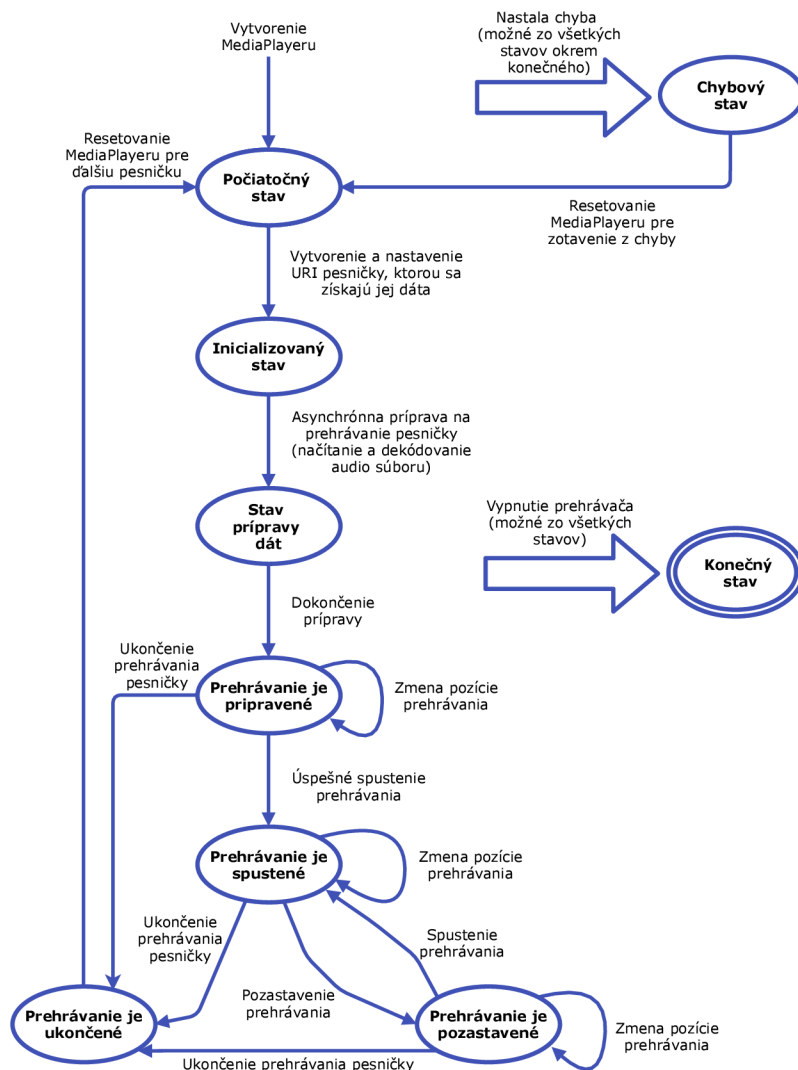 Vytvorenie
MediaPlayeru
Nastala chyba
(možné zo všetkých
stavov okrem
konečného)
Chybový
stav
Resetovanie
MediaPlayeru pre
ďalšiu pesničku
Počiatočný
stav
Resetovanie
MediaPlayeru pre
zotavenie z chyby
Vytvorenie a nastavenie
URI pesničky, ktorou sa
získajú jej dáta
Inicializovaný
stav
Asynchrónna príprava na
prehrávanie pesničky
(načítanie a dekódovanie
audio súboru)
Stav
prípravy
dát
Vypnutie prehrávača
(možné zo všetkých
stavov)
Konečný
stav
Dokončenie
prípravy
Ukončenie
prehrávania
pesničky
Prehrávanie je
pripravené
Zmena pozície
prehrávania
Úspešné spustenie
prehrávania
Prehrávanie je
spustené
Zmena pozície
prehrávania
Ukončenie
prehrávania
pesničky
Spustenie
prehrávania
Pozastavenie
prehrávania
Prehrávanie je
ukončené
Prehrávanie je
pozastavené
Zmena pozície
prehrávania
Ukončenie prehrávania pesničky